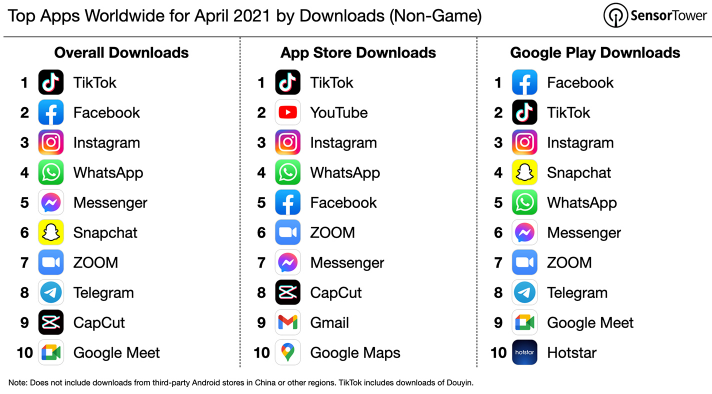 Top Apps Worldwide for April 2021 by Downloads (Non-Game)
SensorTower
Overall Downloads
1 TikTok
2 Facebook
3 Instagram
4 WhatsApp
5 Messenger
6 Snapchat
7 ZOOM
8 Telegram
9 CapCut
10 Google Meet
App Store Downloads
1 TikTok
2 YouTube
3 Instagram
4 WhatsApp
5 Facebook
6 ZOOM
7 Messenger
8 CapCut
9 Gmail
10 Google Maps
Google Play Downloads
1 Facebook
2 TikTok
3 Instagram
4 Snapchat
5 WhatsApp
6 Messenger
7 ZOOM
8 Telegram
9 Google Meet
10 hotstar Hotstar
Note: Does not include downloads from third-party Android stores in China or other regions. TikTok includes downloads of Douyin.